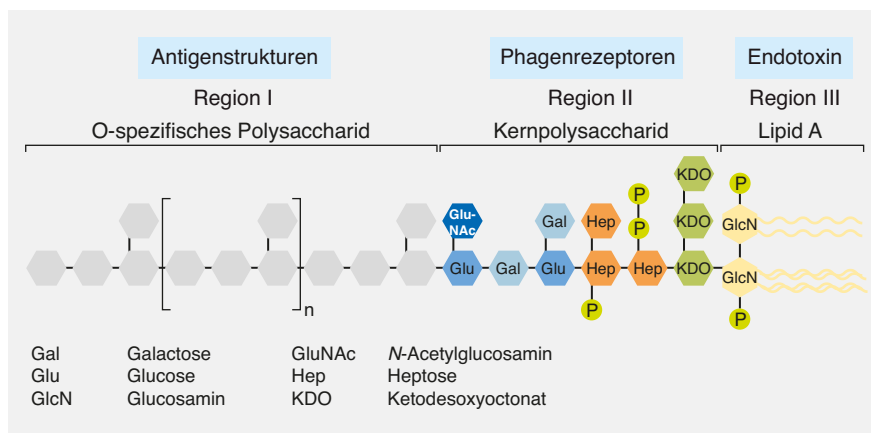 Antigenstrukturen Phagenrezeptoren Endotoxin
Region I Region II Region III
O-spezifisches Polysaccharid Kernpolysaccharid Lipid A
KDO
P P
Glu-
NAc Gal Hep KDO GlcN
P
Glu Gal Glu Hep Hep KDO GlcN
n P P
Gal Galactose GluNAc N-Acetylglucosamin
Glu Glucose Hep Heptose
GlcN Glucosamin KDO Ketodesoxyoctonat